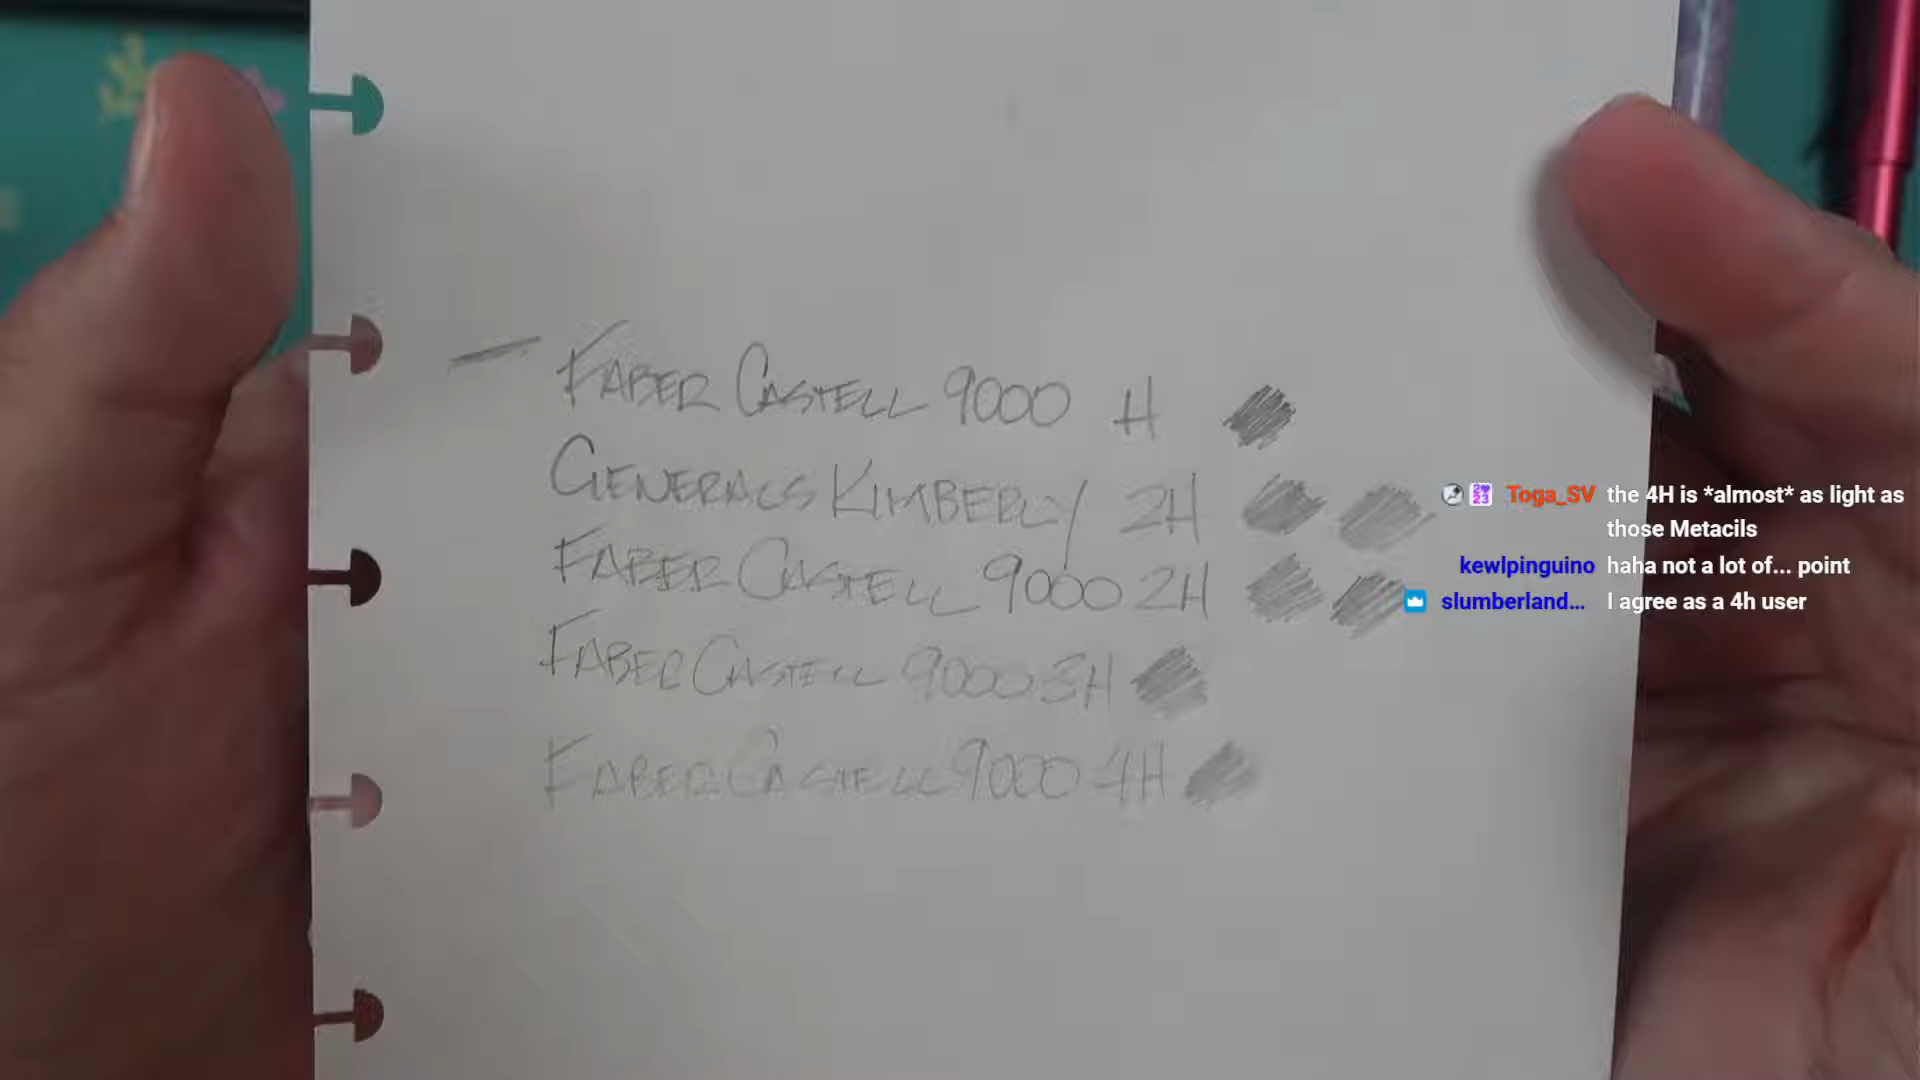 FABER CASTELL 9000 H
GENERALS KIMBERLY 2H
FABER CASTELL 9000 2H
FABER CASTELL 9000 3H
FABER CASTELL 9000 4H
Toga_SV the 4H is *almost* as light as
those Metacils
kewlpinguino haha not a lot of... point
slumberland... I agree as a 4h user